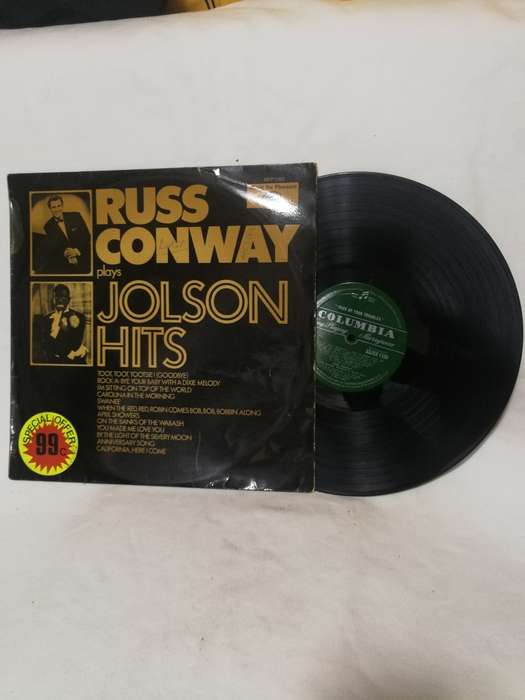 RUSS
CONWAY
plays
JOLSON
HITS
TOOT, TOOT, TOOTSIE! (GOODBYE)
ROCK-A-BYE YOUR BABY WITH A DIXIE MELODY
I'M SITTING ON TOP OF THE WORLD
CAROLINA IN THE MORNING
SWANEE
WHEN THE RED, RED, ROBIN COMES BOB, BOB, BOBBIN' ALONG
APRIL SHOWERS
ON THE BANKS OF THE WABASH
YOU MADE ME LOVE YOU
BY THE LIGHT OF THE SILVERY MOON
ANNIVERSARY SONG
CALIFORNIA, HERE I COME
SPECIAL OFFER
99c
COLUMBIA